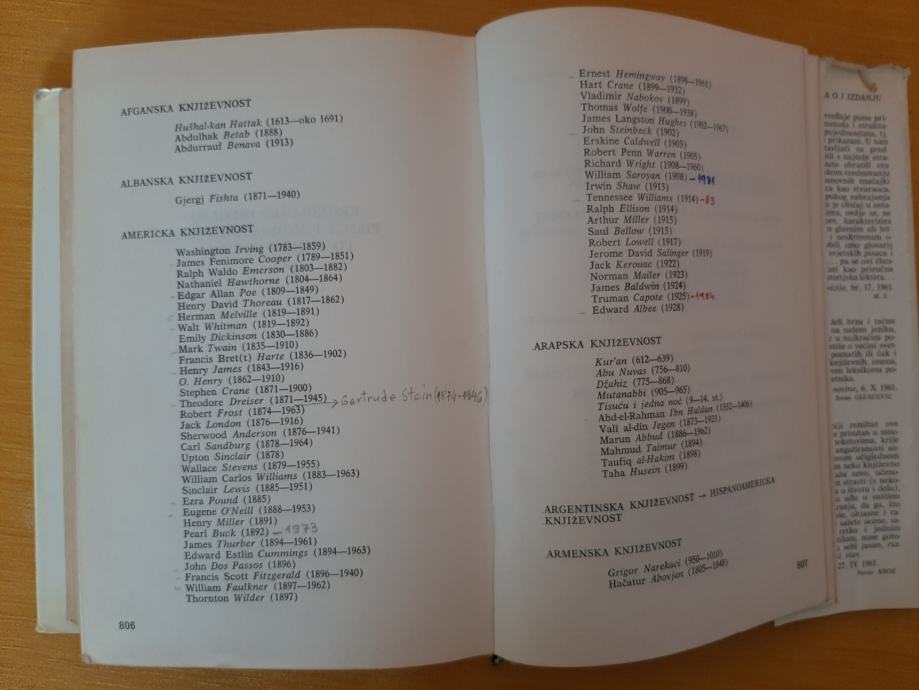 AFGANSKA KNJIŽEVNOST
Hušhal-kan Hattak (1613—oko 1691)
Abdulhak Betab (1888)
Abdurrauf Benava (1913)
ALBANSKA KNJIŽEVNOST
Gjergj Fishta (1871—1940)
AMERIČKA KNJIŽEVNOST
Washington Irving (1783—1859)
James Fenimore Cooper (1789—1851)
Ralph Waldo Emerson (1803—1882)
Nathaniel Hawthorne (1804—1864)
Edgar Allan Poe (1809—1849)
Henry David Thoreau (1817—1862)
Herman Melville (1819—1891)
Walt Whitman (1819—1892)
Emily Dickinson (1830—1886)
Mark Twain (1835—1910)
Francis Bret(t) Harte (1836—1902)
Henry James (1843—1916)
O. Henry (1862—1910)
Stephen Crane (1871—1900)
Theodore Dreiser (1871—1945) → Gertrude Stein (1874-1946)
Robert Frost (1874—1963)
Jack London (1876—1916)
Sherwood Anderson (1876—1941)
Carl Sandburg (1878—1964)
Upton Sinclair (1878)
Wallace Stevens (1879—1955)
William Carlos Williams (1883—1963)
Sinclair Lewis (1885—1951)
Ezra Pound (1885)
Eugene O'Neill (1888—1953)
Henry Miller (1891)
Pearl Buck (1892) —1973
James Thurber (1894—1961)
Edward Estlin Cummings (1894—1963)
John Dos Passos (1896)
Francis Scott Fitzgerald (1896—1940)
William Faulkner (1897—1962)
Thornton Wilder (1897)
806
Ernest Hemingway (1898—1961)
Hart Crane (1899—1932)
Vladimir Nabokov (1899)
Thomas Wolfe (1900—1938)
James Langston Hughes (1902—1967)
John Steinbeck (1902)
Erskine Caldwell (1903)
Robert Penn Warren (1905)
Richard Wright (1908—1960)
William Saroyan (1908) -1981
Irwin Shaw (1913)
Tennessee Williams (1914) -83
Ralph Ellison (1914)
Arthur Miller (1915)
Saul Bellow (1915)
Robert Lowell (1917)
Jerome David Salinger (1919)
Jack Kerouac (1922)
Norman Mailer (1923)
James Baldwin (1924)
Truman Capote (1925) -1984
Edward Albee (1928)
ARAPSKA KNJIŽEVNOST
Kur'an (612—639)
Abu Nuvas (756—810)
Džahiz (775—868)
Mutanabbi (905—965)
Tisuću i jedna noć (9—14. st.)
Abd-el-Rahman Ibn Haldun (1332—1406)
Vali al-din Jegen (1873—1921)
Marun Abbud (1886—1962)
Mahmud Taimur (1894)
Taufiq al-Hakim (1898)
Taha Husein (1899)
ARGENTINSKA KNJIŽEVNOST → HISPANOAMERIČKA
KNJIŽEVNOST
ARMENSKA KNJIŽEVNOST
Grigor Narekaci (950—1010)
Hačatur Abovjan (1805—1848)
807
A O I IZDANJU